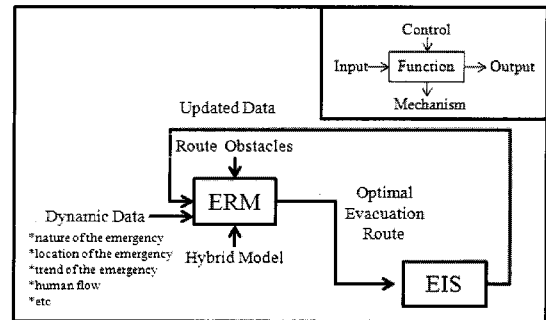 Control
Input
Function
Output
Mechanism
Updated Data
Route Obstacles
ERM
Optimal
Evacuation
Route
Dynamic Data
*nature of the emergency
*location of the emergency
*trend of the emergency
*human flow
*etc
Hybrid Model
EIS